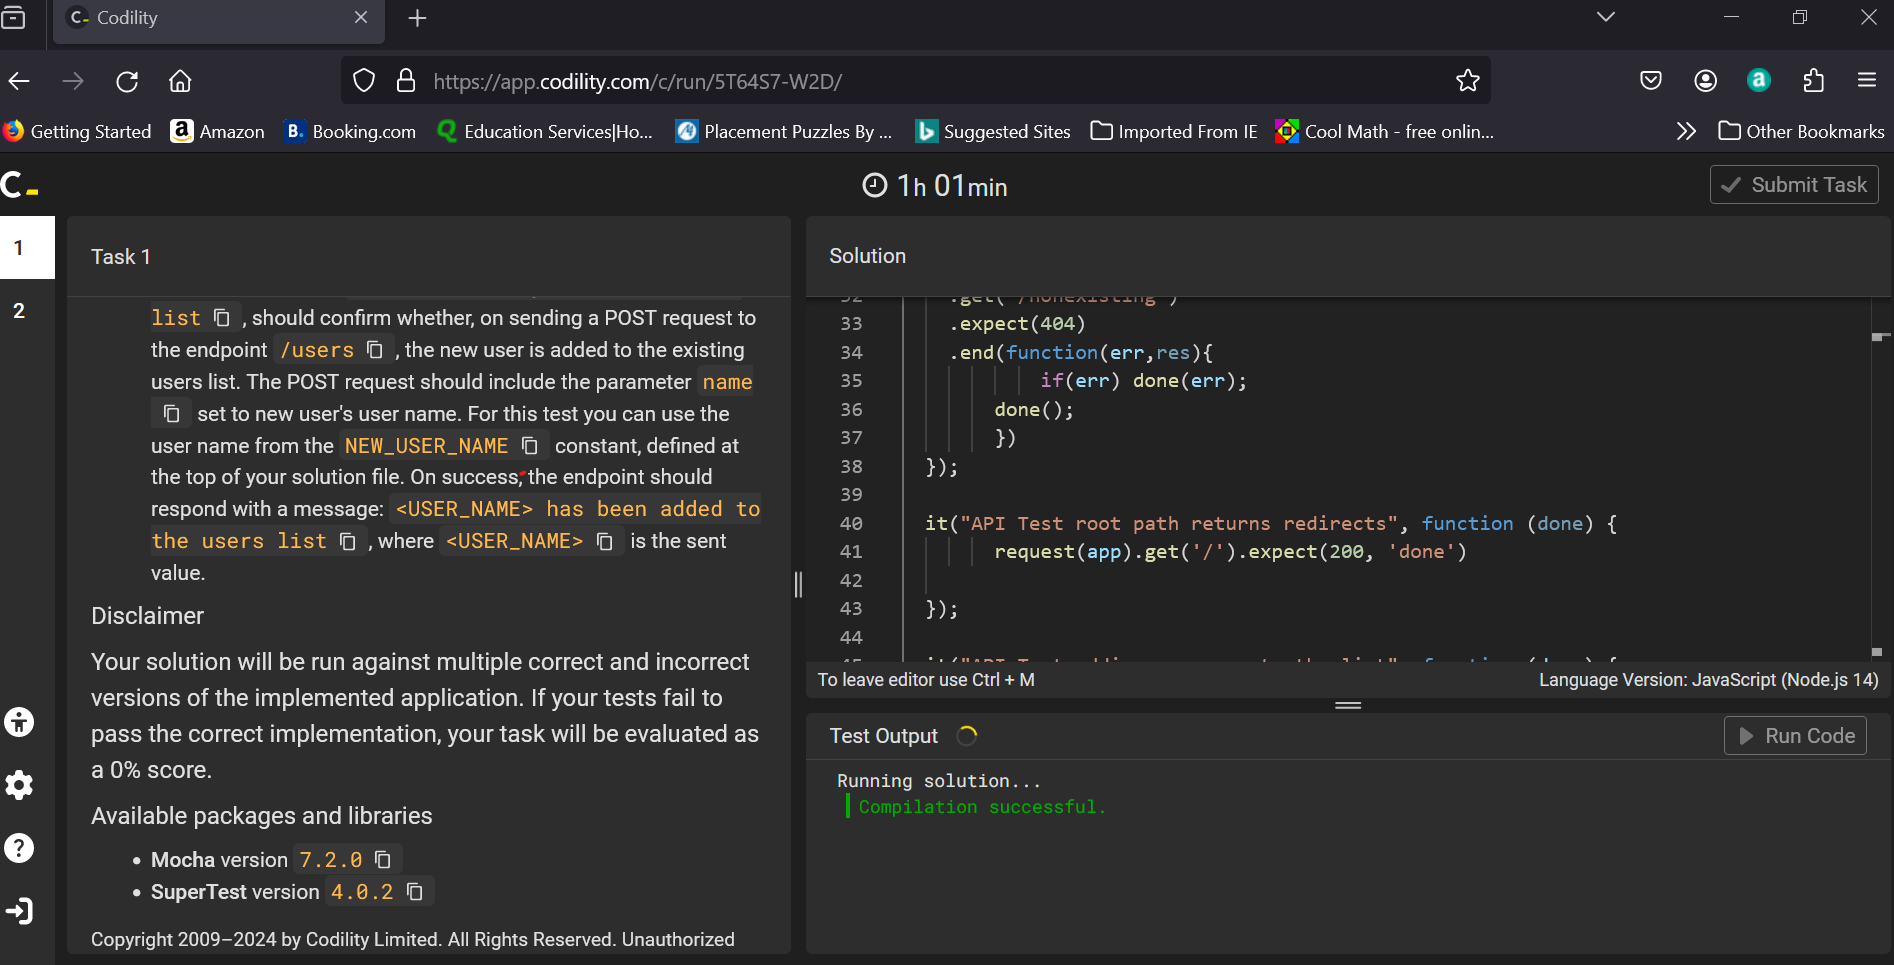 Codility
https://app.codility.com/c/run/5T64S7-W2D/
Getting Started
Amazon
Booking.com
Education Services|Ho...
Placement Puzzles By ...
Suggested Sites
Imported From IE
Cool Math - free onlin...
Other Bookmarks
1h 01min
Submit Task
1
2
Task 1
list , should confirm whether, on sending a POST request to
the endpoint /users , the new user is added to the existing
users list. The POST request should include the parameter name
set to new user's user name. For this test you can use the
user name from the NEW_USER_NAME constant, defined at
the top of your solution file. On success, the endpoint should
respond with a message: <USER_NAME> has been added to
the users list , where <USER_NAME> is the sent
value.
Disclaimer
Your solution will be run against multiple correct and incorrect
versions of the implemented application. If your tests fail to
pass the correct implementation, your task will be evaluated as
a 0% score.
Available packages and libraries
• Mocha version 7.2.0
• SuperTest version 4.0.2
Copyright 2009–2024 by Codility Limited. All Rights Reserved. Unauthorized
Solution
32 .get('/nonexisting')
33 .expect(404)
34 .end(function(err,res){
35 if(err) done(err);
36 done();
37 })
38 });
39
40 it("API Test root path returns redirects", function (done) {
41 request(app).get('/').expect(200, 'done')
42
43 });
44
To leave editor use Ctrl + M
Language Version: JavaScript (Node.js 14)
Test Output
Run Code
Running solution...
Compilation successful.